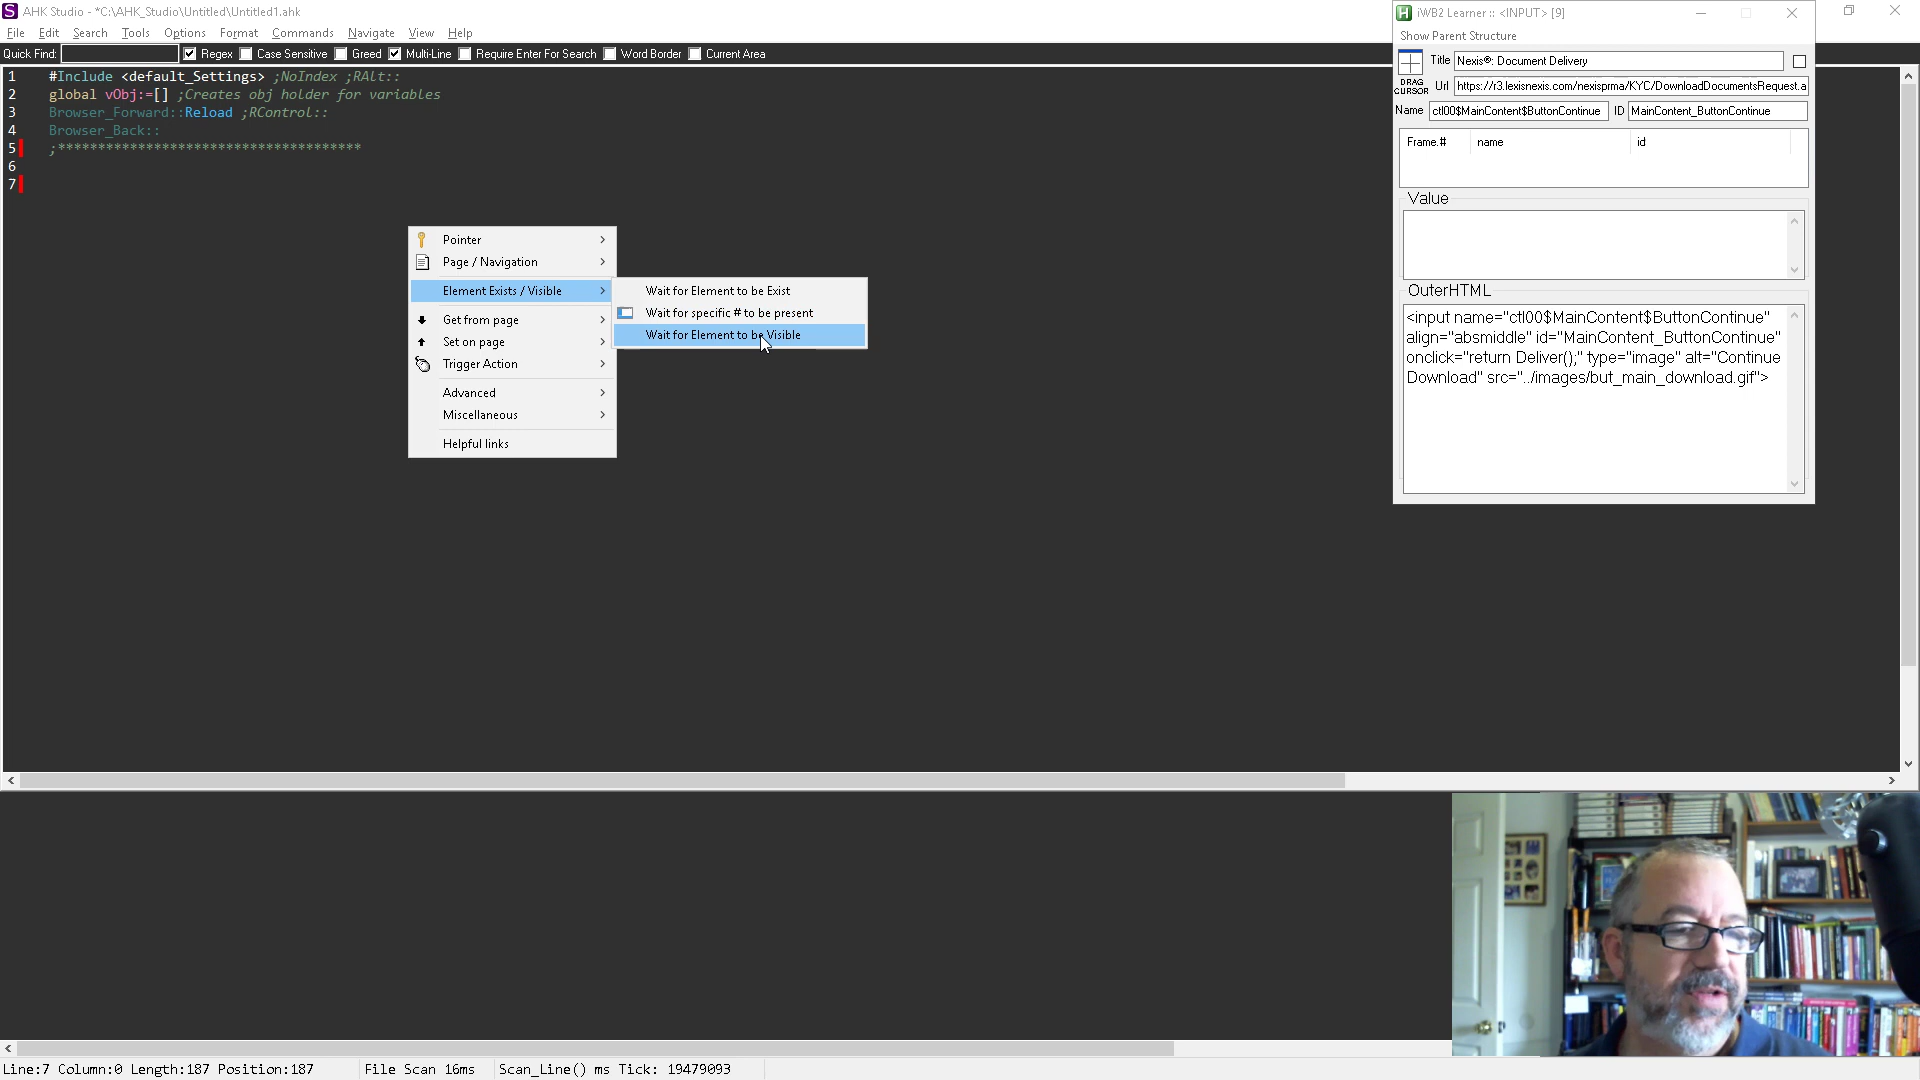 AHK Studio - *C:\AHK_Studio\Untitled\Untitled1.ahk
File Edit Search Tools Options Format Commands Navigate View Help
Quick Find: Regex Case Sensitive Greed Multi-Line Require Enter For Search Word Border Current Area
1 #Include <default_Settings> ;NoIndex ;RAlt::
2 global vObj:=[] ;Creates obj holder for variables
3 Browser_Forward::Reload ;RControl::
4 Browser_Back::
5 ;**************************************
6
7
Pointer
Page / Navigation
Element Exists / Visible
Get from page
Set on page
Trigger Action
Advanced
Miscellaneous
Helpful links
Wait for Element to be Exist
Wait for specific # to be present
Wait for Element to be Visible
iWB2 Learner :: <INPUT> [9]
Show Parent Structure
DRAG
CURSOR
Title Nexis®: Document Delivery
Url https://r3.lexisnexis.com/nexisprma/KYC/DownloadDocumentsRequest.a
Name ctl00$MainContent$ButtonContinue ID MainContent_ButtonContinue
Frame.# name id
Value
OuterHTML
<input name="ctl00$MainContent$ButtonContinue"
align="absmiddle" id="MainContent_ButtonContinue"
onclick="return Deliver();" type="image" alt="Continue
Download" src="../images/but_main_download.gif">
Line:7 Column:0 Length:187 Position:187 File Scan 16ms Scan_Line() ms Tick: 19479093